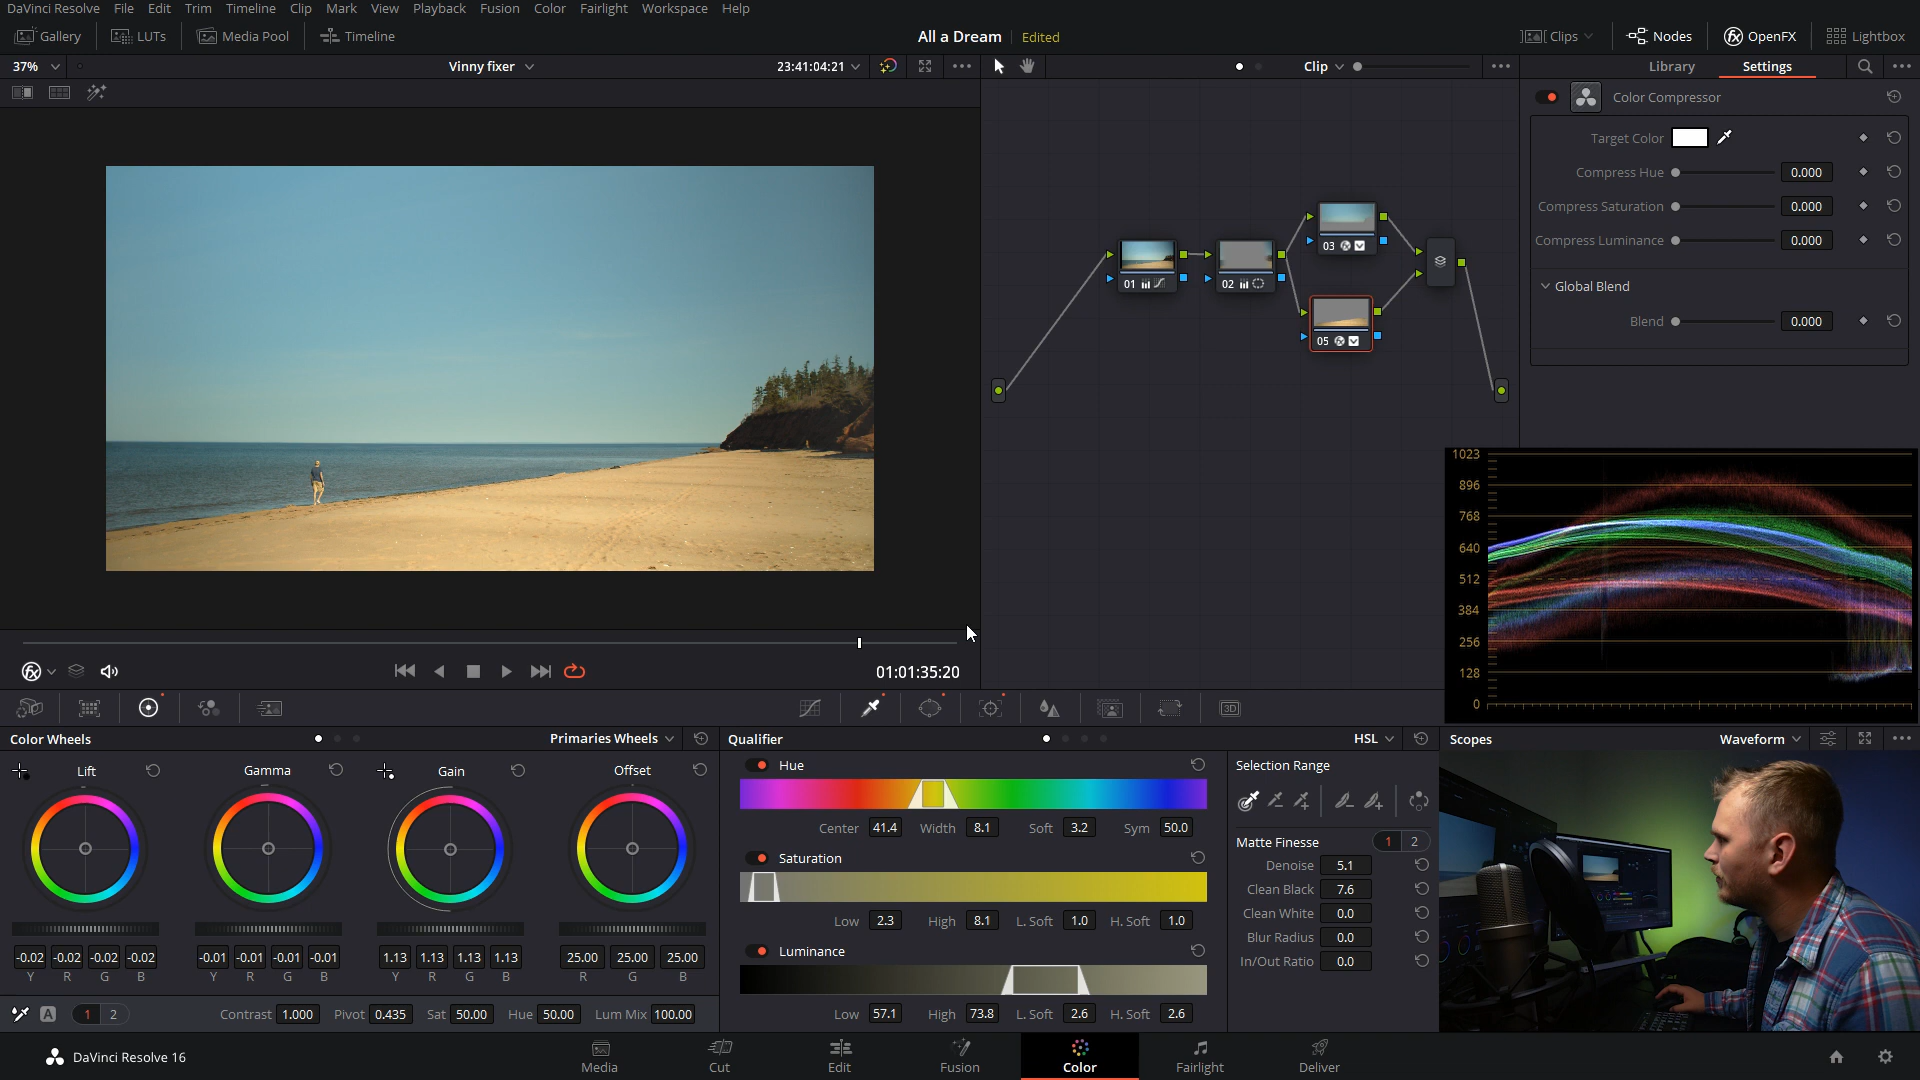 DaVinci Resolve File Edit Trim Timeline Clip Mark View Playback Fusion Color Fairlight Workspace Help
Gallery LUTs Media Pool Timeline All a Dream Edited Clips Nodes OpenFX Lightbox
37% Vinny fixer 23:41:04:21 Clip Library Settings
Color Compressor
Target Color
Compress Hue 0.000
Compress Saturation 0.000
Compress Luminance 0.000
Global Blend
Blend 0.000
03
01
02
05
1023
896
768
640
512
384
256
128
0
01:01:35:20
3D
Color Wheels Primaries Wheels Qualifier HSL Scopes Waveform
Lift Gamma Gain Offset
-0.02 -0.02 -0.02 -0.02 -0.01 -0.01 -0.01 -0.01 1.13 1.13 1.13 1.13 25.00 25.00 25.00
Y R G B Y R G B Y R G B R G B
A 1 2 Contrast 1.000 Pivot 0.435 Sat 50.00 Hue 50.00 Lum Mix 100.00
Hue
Center 41.4 Width 8.1 Soft 3.2 Sym 50.0
Saturation
Low 2.3 High 8.1 L. Soft 1.0 H. Soft 1.0
Luminance
Low 57.1 High 73.8 L. Soft 2.6 H. Soft 2.6
Selection Range
Matte Finesse 1 2
Denoise 5.1
Clean Black 7.6
Clean White 0.0
Blur Radius 0.0
In/Out Ratio 0.0
DaVinci Resolve 16 Media Cut Edit Fusion Color Fairlight Deliver